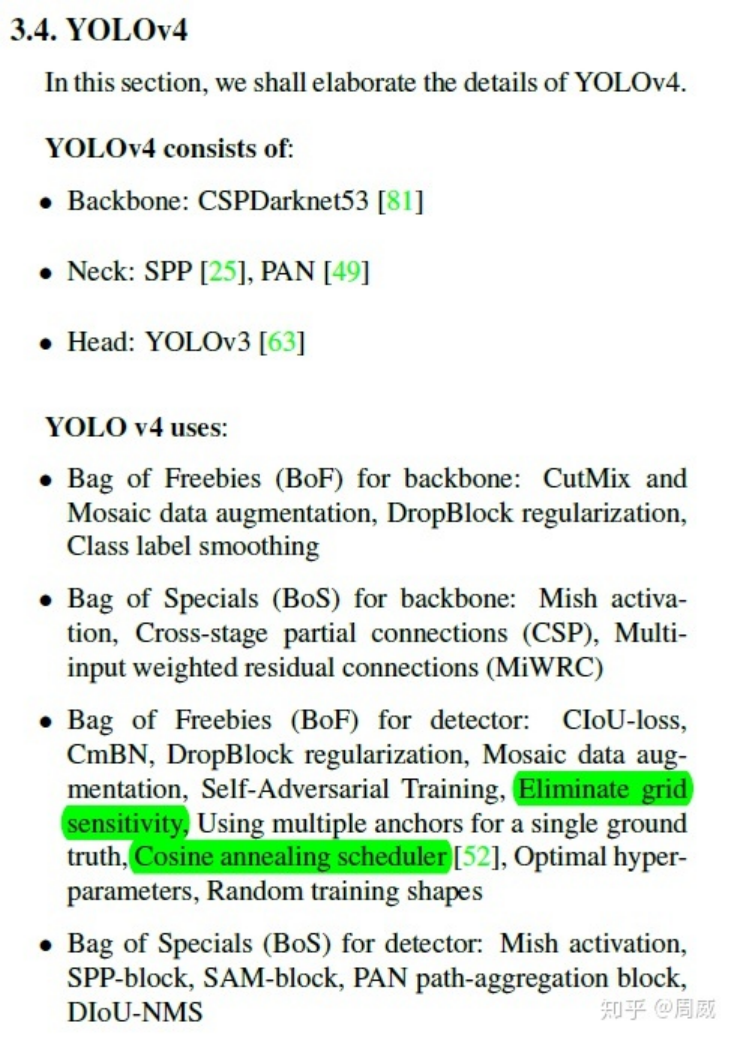 3.4. YOLOv4
In this section, we shall elaborate the details of YOLOv4.
YOLOv4 consists of:
• Backbone: CSPDarknet53 [81]
• Neck: SPP [25], PAN [49]
• Head: YOLOv3 [63]
YOLO v4 uses:
• Bag of Freebies (BoF) for backbone: CutMix and
Mosaic data augmentation, DropBlock regularization,
Class label smoothing
• Bag of Specials (BoS) for backbone: Mish activa-
tion, Cross-stage partial connections (CSP), Multi-
input weighted residual connections (MiWRC)
• Bag of Freebies (BoF) for detector: CIoU-loss,
CmBN, DropBlock regularization, Mosaic data aug-
mentation, Self-Adversarial Training, Eliminate grid
sensitivity, Using multiple anchors for a single ground
truth, Cosine annealing scheduler [52], Optimal hyper-
parameters, Random training shapes
• Bag of Specials (BoS) for detector: Mish activation,
SPP-block, SAM-block, PAN path-aggregation block,
DIoU-NMS
知乎 @周威